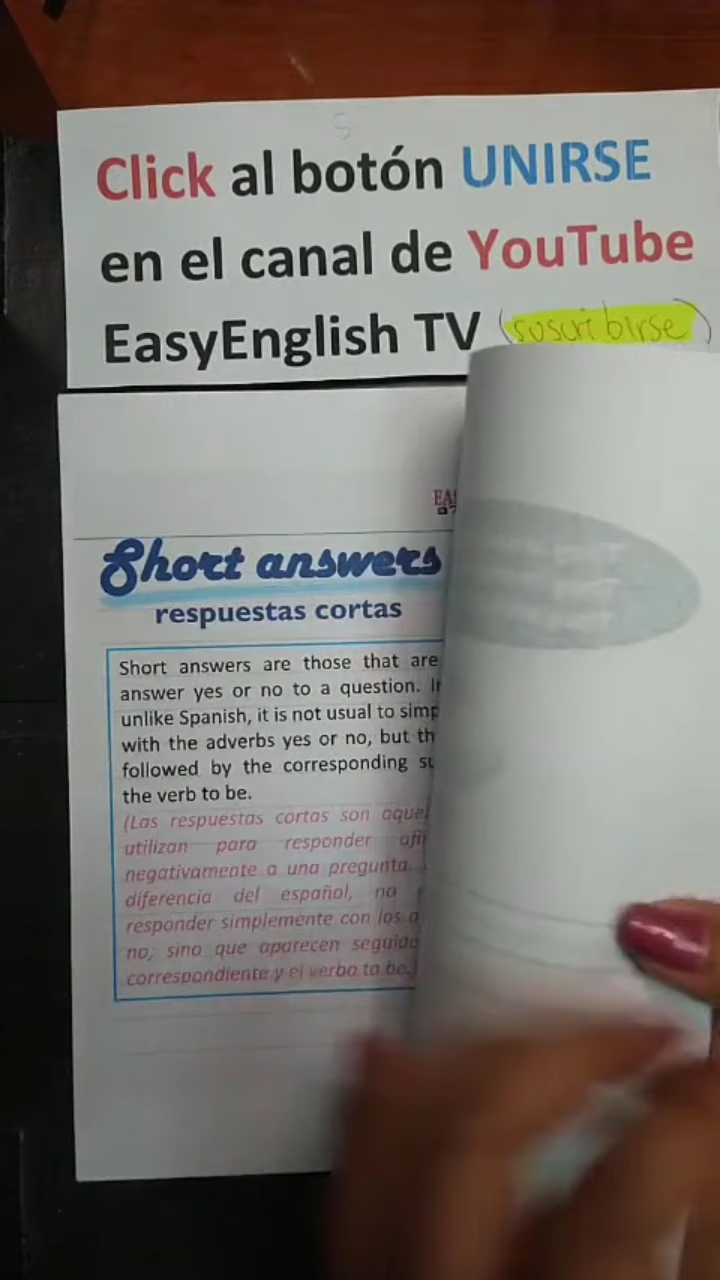 Click al botón UNIRSE
en el canal de YouTube
EasyEnglish TV (suscribirse)
Short answers
respuestas cortas
Short answers are those that are
answer yes or no to a question.
unlike Spanish, it is not usual to
with the adverbs yes or no, but
followed by the corresponding
the verb to be.
(Las respuestas cortas son
utilizan para responder
negativamente a una pregunta.
diferencia del español, no
responder simplemente con los
no, sino que aparecen
correspondiente y el verbo to be.